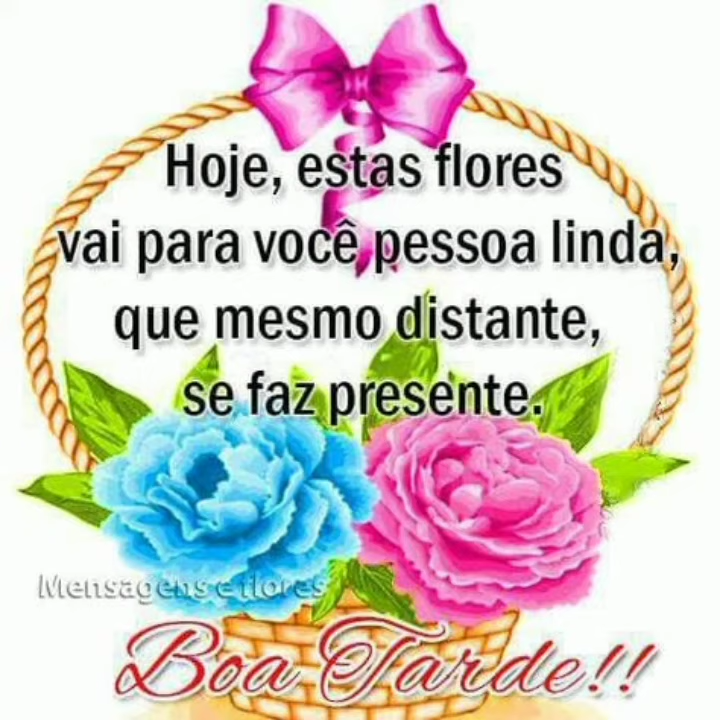 Hoje, estas flores
vai para você pessoa linda,
que mesmo distante,
se faz presente.
Mensagens e flores
Boa Tarde!!